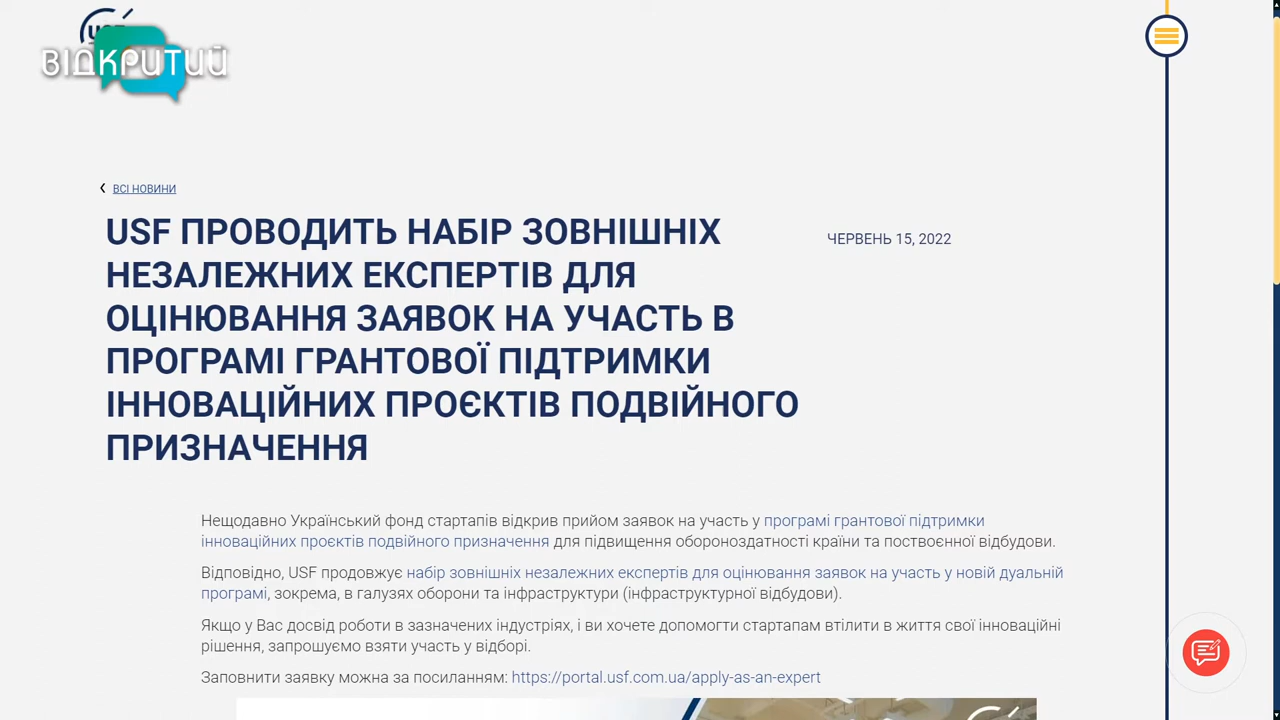 ВІДКРИТИЙ
ВСІ НОВИНИ
USF ПРОВОДИТЬ НАБІР ЗОВНІШНІХ
НЕЗАЛЕЖНИХ ЕКСПЕРТІВ ДЛЯ
ОЦІНЮВАННЯ ЗАЯВОК НА УЧАСТЬ В
ПРОГРАМІ ГРАНТОВОЇ ПІДТРИМКИ
ІННОВАЦІЙНИХ ПРОЄКТІВ ПОДВІЙНОГО
ПРИЗНАЧЕННЯ
ЧЕРВЕНЬ 15, 2022
Нещодавно Український фонд стартапів відкрив прийом заявок на участь у програмі грантової підтримки
інноваційних проєктів подвійного призначення для підвищення обороноздатності країни та поствоєнної відбудови.
Відповідно, USF продовжує набір зовнішніх незалежних експертів для оцінювання заявок на участь у новій дуальній
програмі, зокрема, в галузях оборони та інфраструктури (інфраструктурної відбудови).
Якщо у Вас досвід роботи в зазначених індустріях, і ви хочете допомогти стартапам втілити в життя свої інноваційні
рішення, запрошуємо взяти участь у відборі.
Заповнити заявку можна за посиланням: https://portal.usf.com.ua/apply-as-an-expert